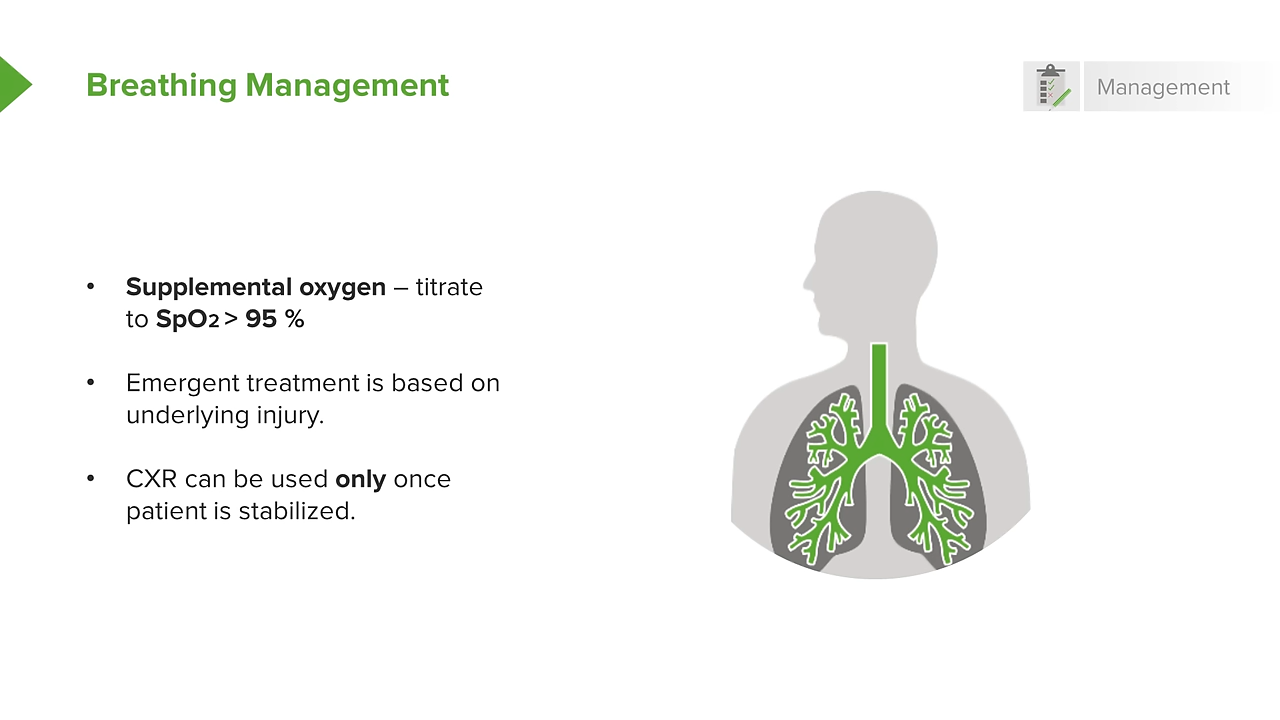 Breathing Management
Management
• Supplemental oxygen – titrate
to SpO2 > 95 %
• Emergent treatment is based on
underlying injury.
• CXR can be used only once
patient is stabilized.